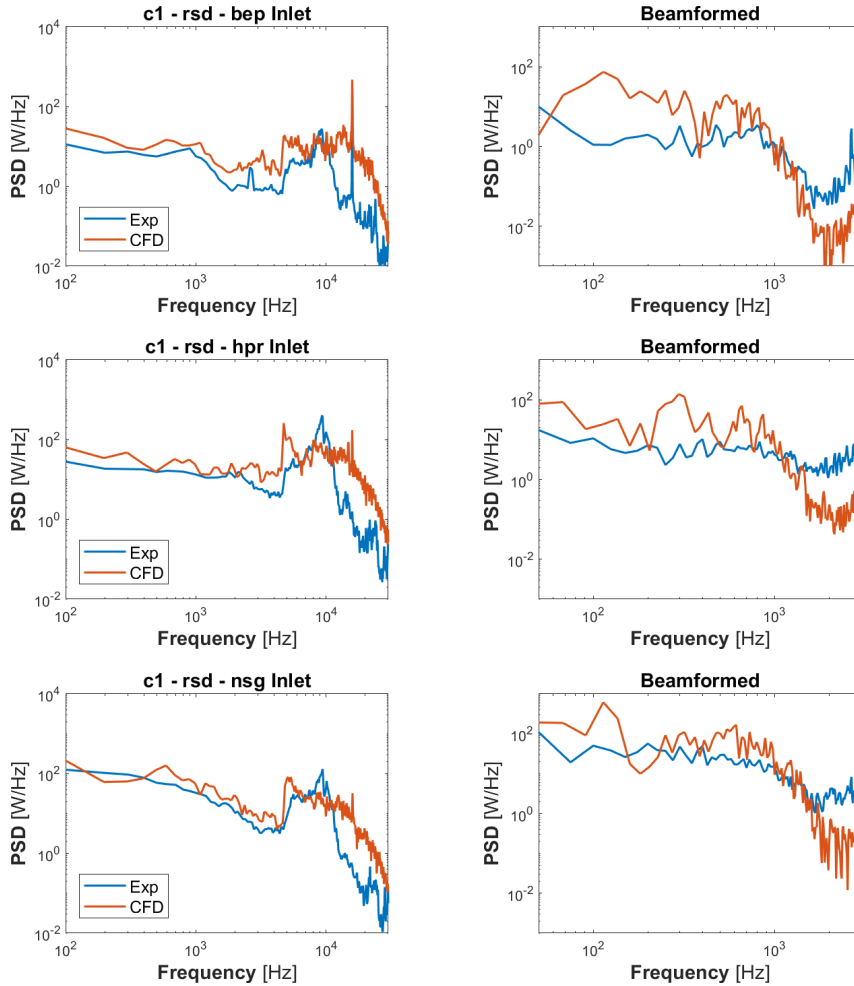 c1 - rsd - bep Inlet
Beamformed
PSD [W/Hz]
10^4
10^2
10^0
10^-2
Exp
CFD
10^2
10^3
10^4
Frequency [Hz]
PSD [W/Hz]
10^2
10^0
10^-2
10^2
10^3
Frequency [Hz]
c1 - rsd - hpr Inlet
Beamformed
PSD [W/Hz]
10^4
10^2
10^0
10^-2
Exp
CFD
10^2
10^3
10^4
Frequency [Hz]
PSD [W/Hz]
10^2
10^0
10^-2
10^2
10^3
Frequency [Hz]
c1 - rsd - nsg Inlet
Beamformed
PSD [W/Hz]
10^4
10^2
10^0
10^-2
Exp
CFD
10^2
10^3
10^4
Frequency [Hz]
PSD [W/Hz]
10^2
10^0
10^-2
10^2
10^3
Frequency [Hz]